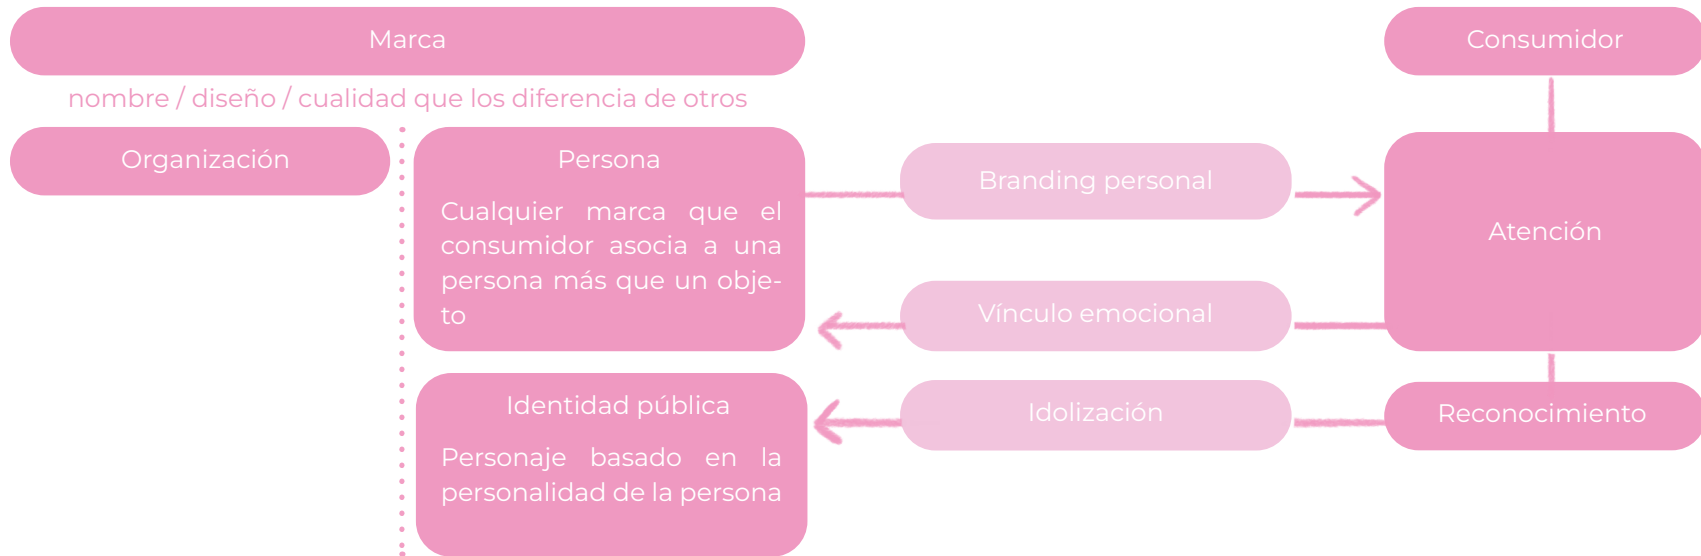 Marca
Consumidor
nombre / diseño / cualidad que los diferencia de otros
Organización
Persona
Cualquier marca que el
consumidor asocia a una
persona más que un obje-
to
Branding personal
Atención
Vínculo emocional
Identidad pública
Personaje basado en la
personalidad de la persona
Idolización
Reconocimiento